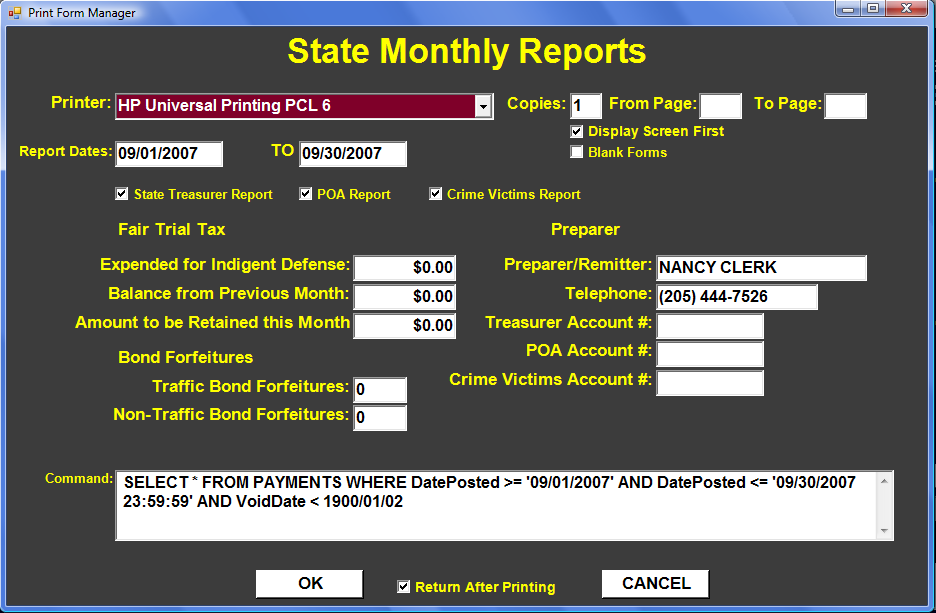 Print Form Manager
State Monthly Reports
Printer: HP Universal Printing PCL 6 Copies: 1 From Page: To Page:
Display Screen First
Report Dates: 09/01/2007 TO 09/30/2007 Blank Forms
State Treasurer Report POA Report Crime Victims Report
Fair Trial Tax Preparer
Expended for Indigent Defense: $0.00 Preparer/Remitter: NANCY CLERK
Balance from Previous Month: $0.00 Telephone: (205) 444-7526
Amount to be Retained this Month $0.00 Treasurer Account #:
POA Account #:
Bond Forfeitures
Crime Victims Account #:
Traffic Bond Forfeitures: 0
Non-Traffic Bond Forfeitures: 0
Command: SELECT * FROM PAYMENTS WHERE DatePosted >= '09/01/2007' AND DatePosted <= '09/30/2007
23:59:59' AND VoidDate < 1900/01/02
OK Return After Printing CANCEL